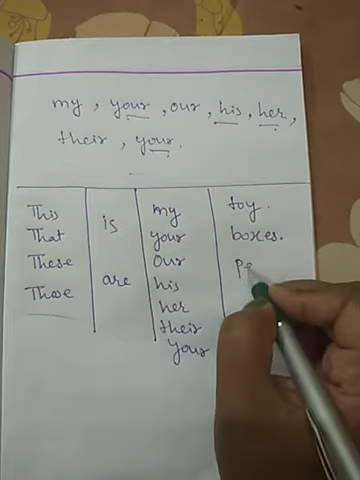 my, your, our, his, her,
their, your.
This is my toy.
That your boxes.
These our Pe
Those are his
her
their
your